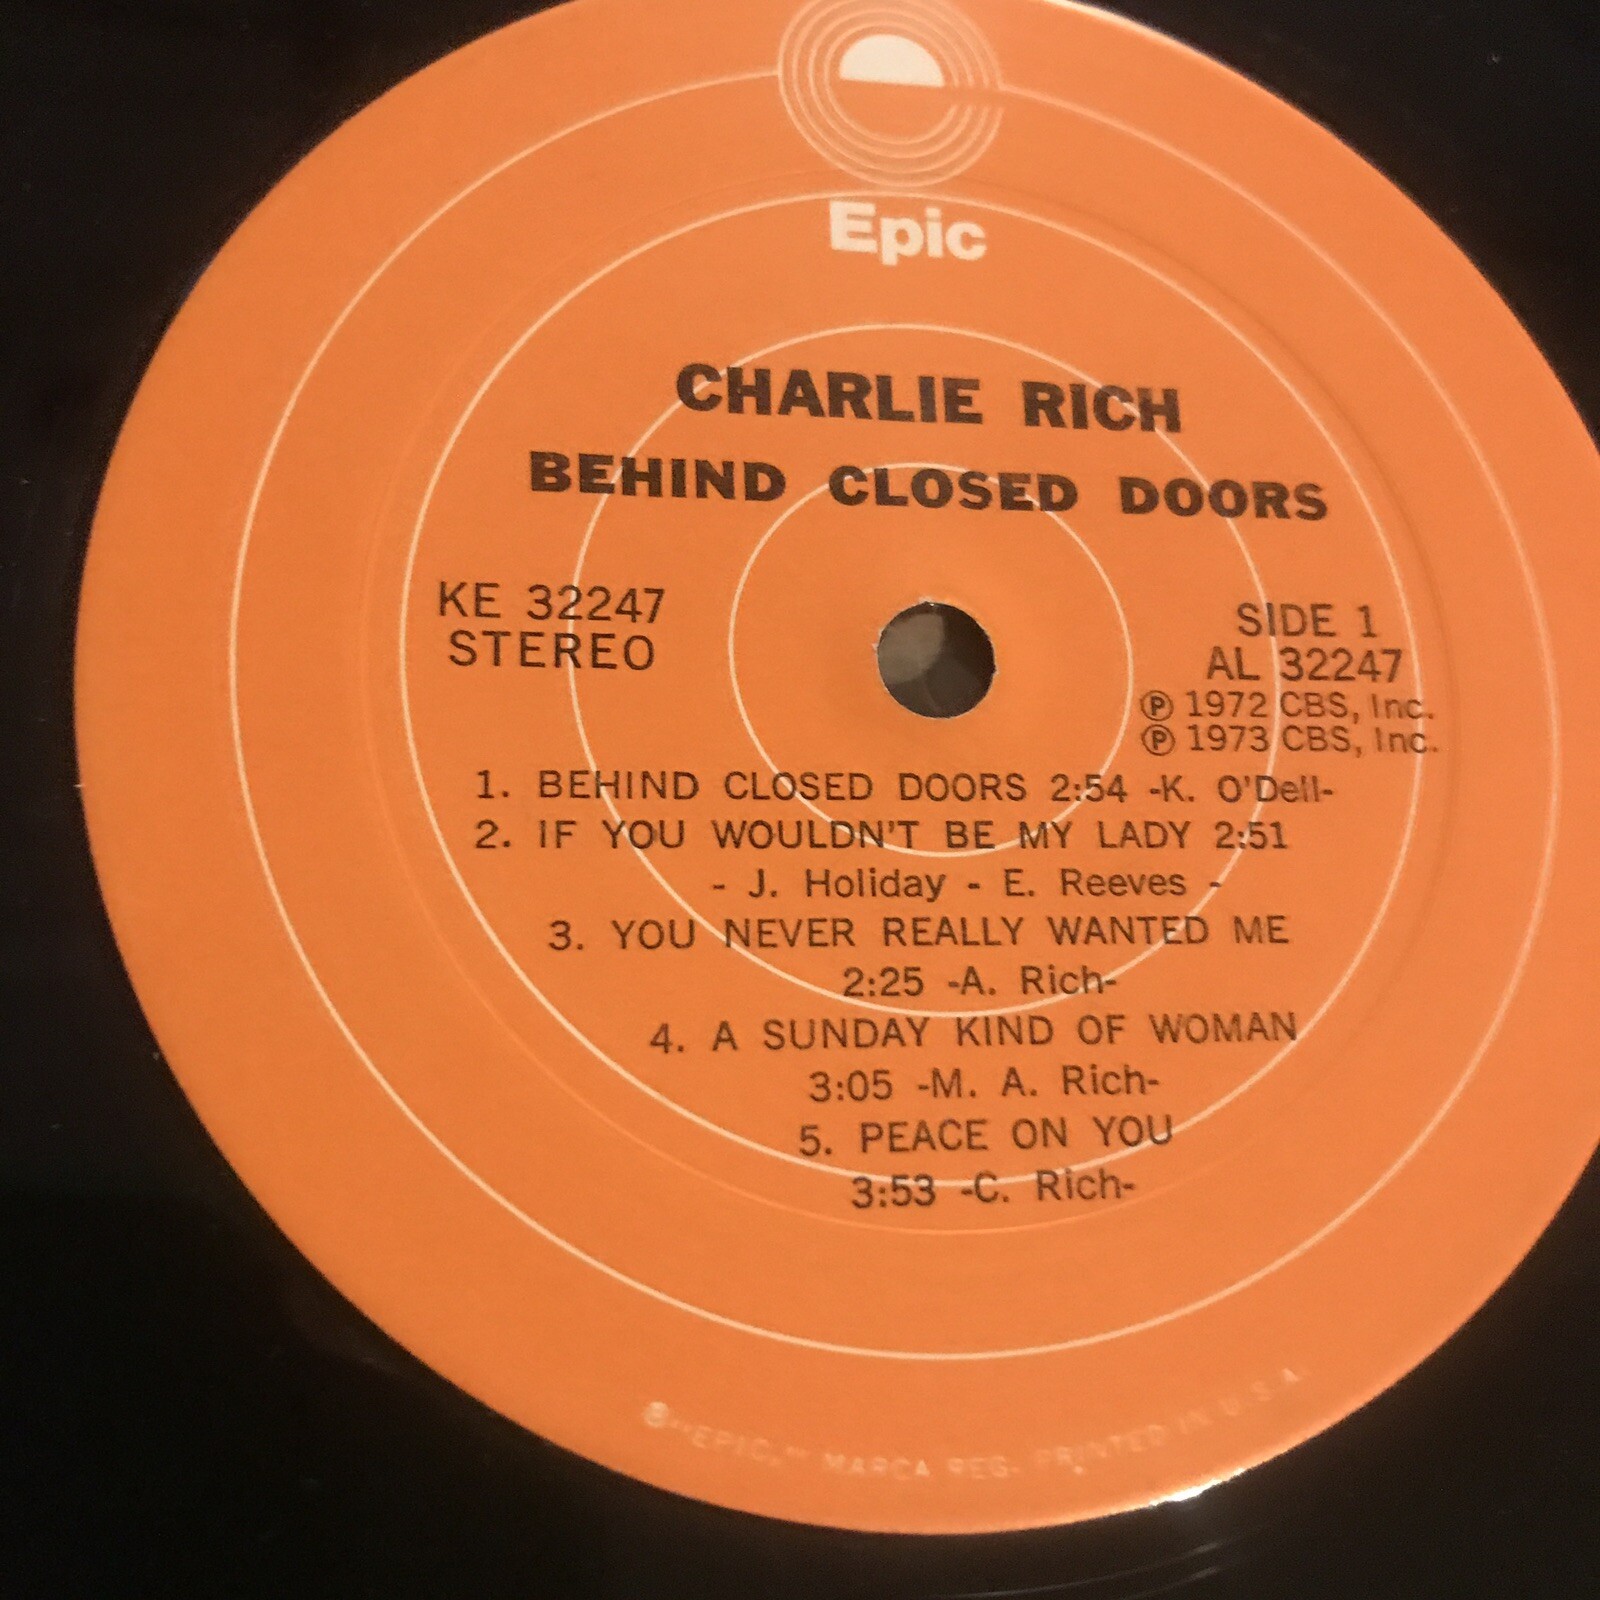 Epic
CHARLIE RICH
BEHIND CLOSED DOORS
KE 32247
STEREO
SIDE 1
AL 32247
Ⓟ 1972 CBS, Inc.
Ⓟ 1973 CBS, Inc.
1. BEHIND CLOSED DOORS 2:54 -K. O'Dell-
2. IF YOU WOULDN'T BE MY LADY 2:51
- J. Holiday - E. Reeves -
3. YOU NEVER REALLY WANTED ME
2:25 -A. Rich-
4. A SUNDAY KIND OF WOMAN
3:05 -M. A. Rich-
5. PEACE ON YOU
3:53 -C. Rich-
® "EPIC," MARCA REG. PRINTED IN U.S.A.